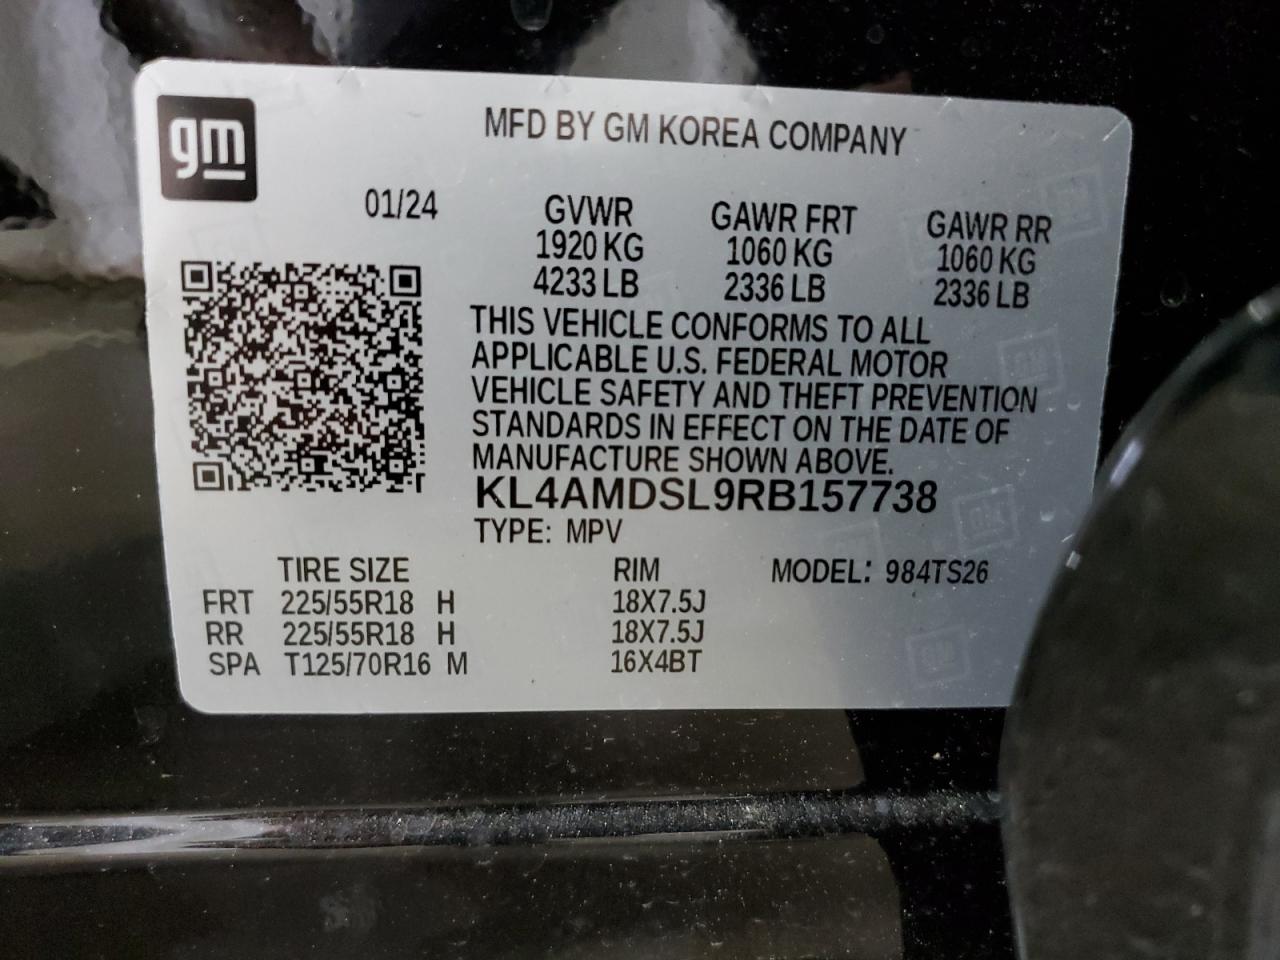 gm
MFD BY GM KOREA COMPANY
01/24
GVWR GAWR FRT GAWR RR
1920 KG 1060 KG 1060 KG
4233 LB 2336 LB 2336 LB
THIS VEHICLE CONFORMS TO ALL
APPLICABLE U.S. FEDERAL MOTOR
VEHICLE SAFETY AND THEFT PREVENTION
STANDARDS IN EFFECT ON THE DATE OF
MANUFACTURE SHOWN ABOVE.
KL4AMDSL9RB157738
TYPE: MPV
TIRE SIZE RIM MODEL: 984TS26
FRT 225/55R18 H 18X7.5J
RR 225/55R18 H 18X7.5J
SPA T125/70R16 M 16X4BT